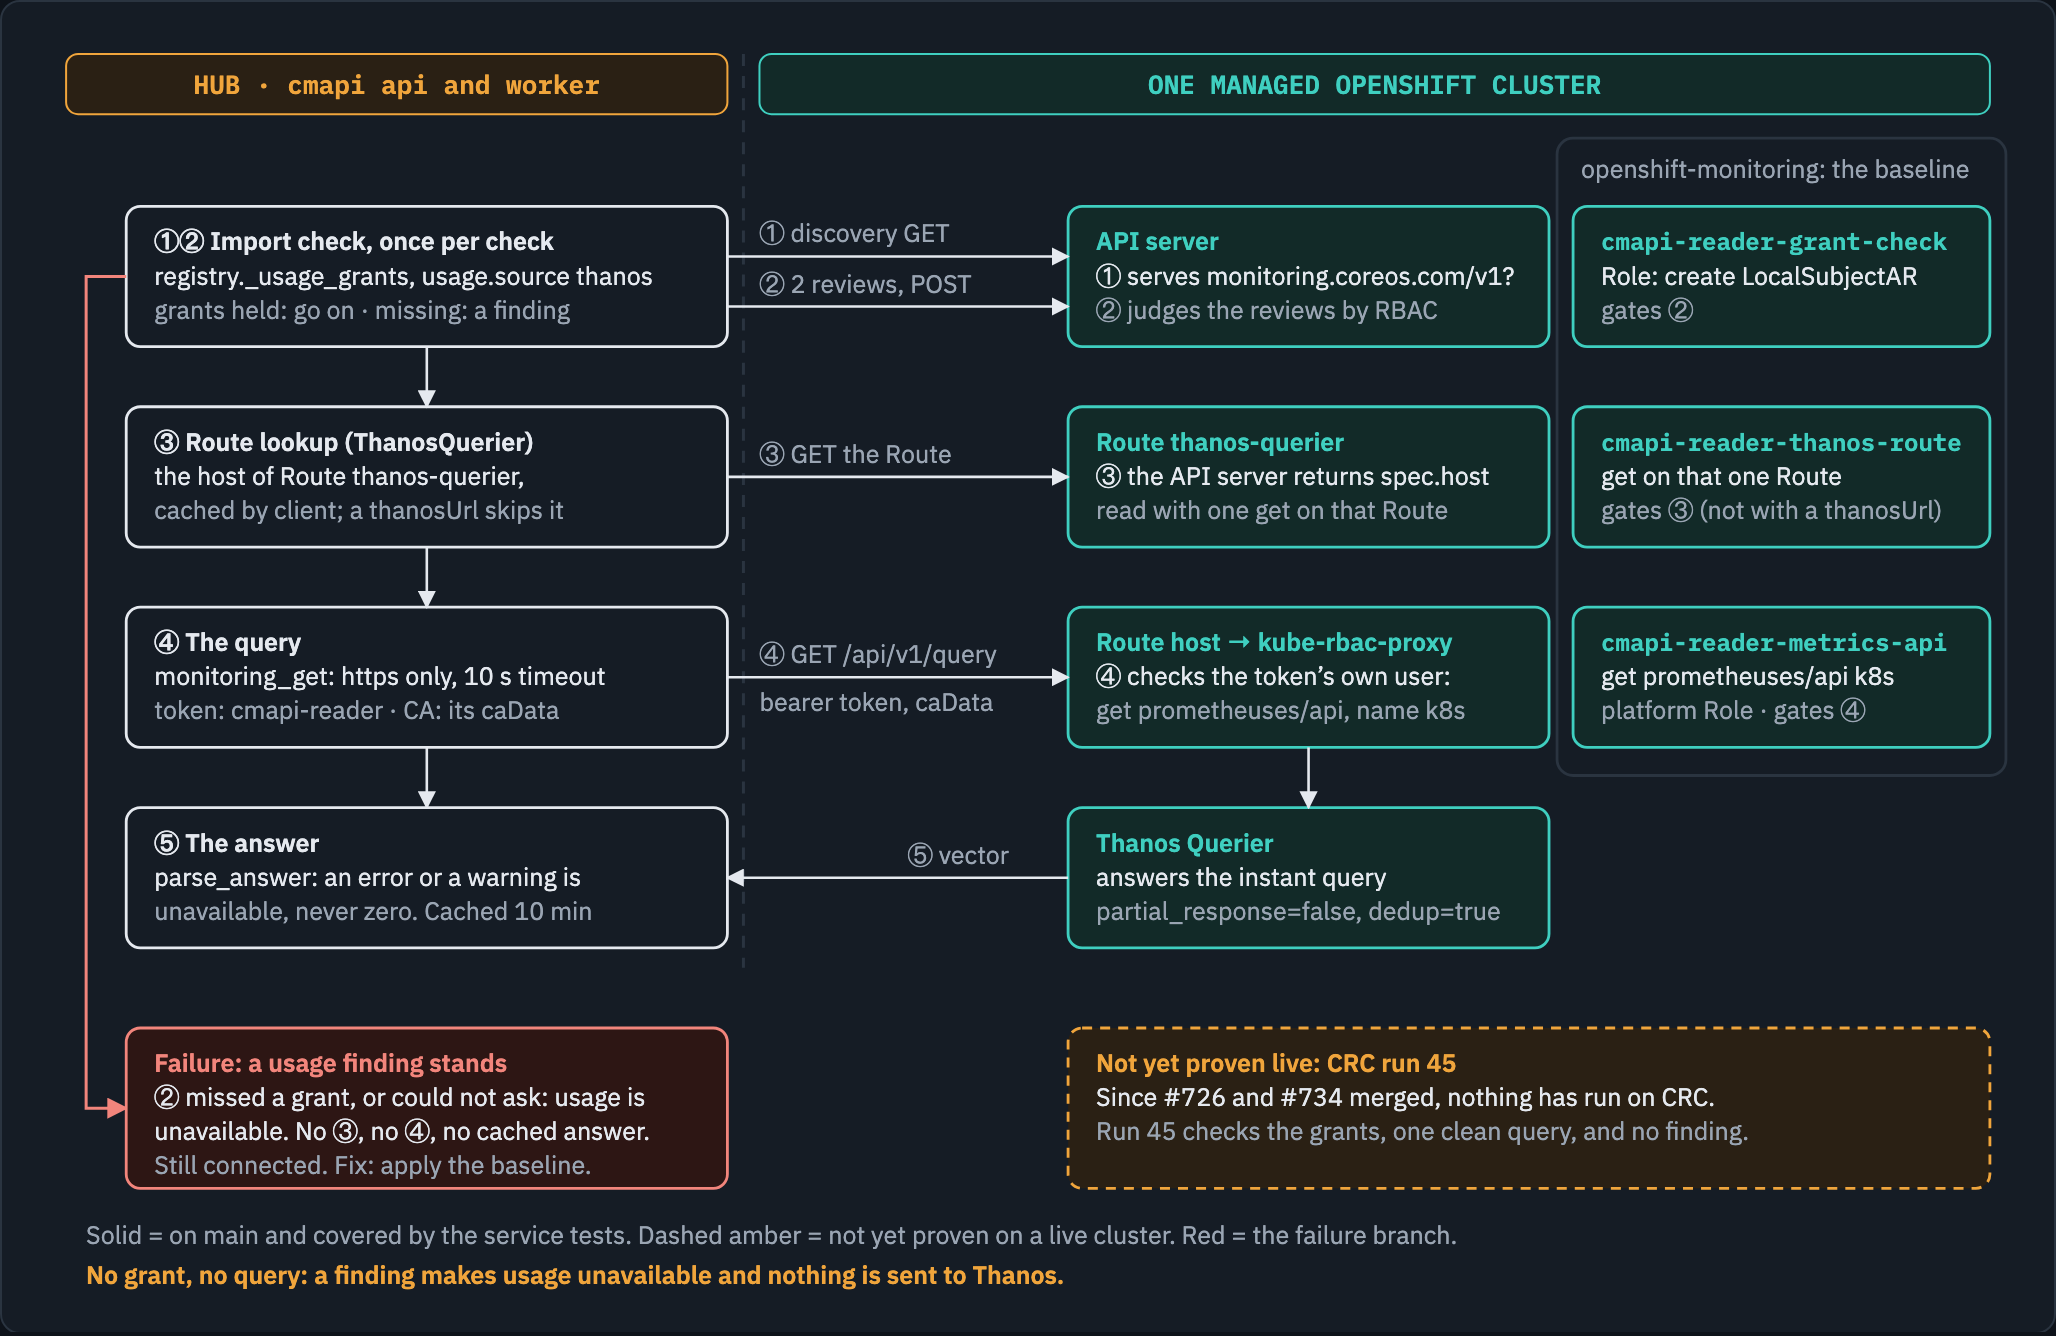 HUB · cmapi api and worker
ONE MANAGED OPENSHIFT CLUSTER
openshift-monitoring: the baseline
①② Import check, once per check
registry._usage_grants, usage.source thanos
grants held: go on · missing: a finding
① discovery GET
② 2 reviews, POST
API server
① serves monitoring.coreos.com/v1?
② judges the reviews by RBAC
cmapi-reader-grant-check
Role: create LocalSubjectAR
gates ②
③ Route lookup (ThanosQuerier)
the host of Route thanos-querier,
cached by client; a thanosUrl skips it
③ GET the Route
Route thanos-querier
③ the API server returns spec.host
read with one get on that Route
cmapi-reader-thanos-route
get on that one Route
gates ③ (not with a thanosUrl)
④ The query
monitoring_get: https only, 10 s timeout
token: cmapi-reader · CA: its caData
④ GET /api/v1/query
bearer token, caData
Route host → kube-rbac-proxy
④ checks the token’s own user:
get prometheuses/api, name k8s
cmapi-reader-metrics-api
get prometheuses/api k8s
platform Role · gates ④
⑤ The answer
parse_answer: an error or a warning is
unavailable, never zero. Cached 10 min
⑤ vector
Thanos Querier
answers the instant query
partial_response=false, dedup=true
Failure: a usage finding stands
② missed a grant, or could not ask: usage is
unavailable. No ③, no ④, no cached answer.
Still connected. Fix: apply the baseline.
Not yet proven live: CRC run 45
Since #726 and #734 merged, nothing has run on CRC.
Run 45 checks the grants, one clean query, and no finding.
Solid = on main and covered by the service tests. Dashed amber = not yet proven on a live cluster. Red = the failure branch.
No grant, no query: a finding makes usage unavailable and nothing is sent to Thanos.